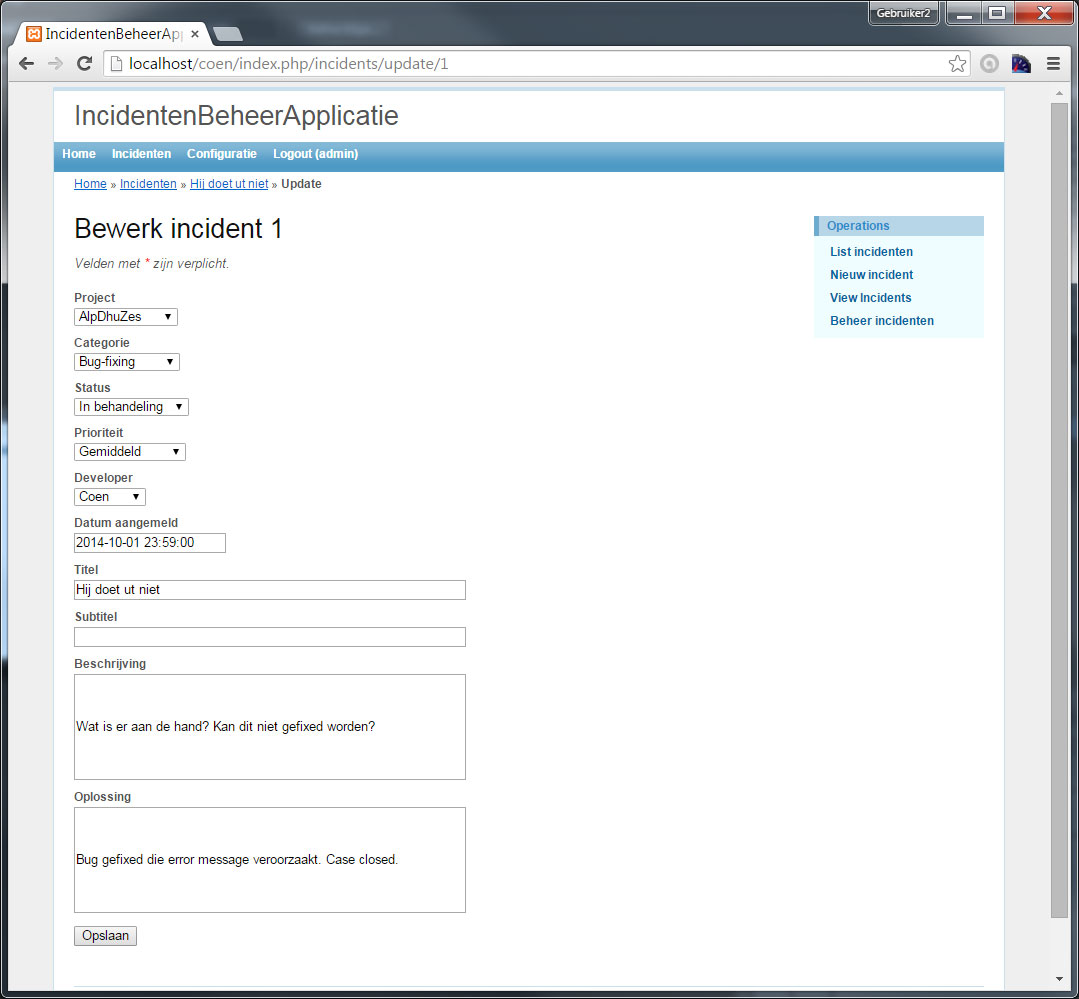 Gebruiker2
IncidentenBeheerAp
localhost/coen/index.php/incidents/update/1
IncidentenBeheerApplicatie
Home Incidenten Configuratie Logout (admin)
Home » Incidenten » Hij doet ut niet » Update
Bewerk incident 1
Velden met * zijn verplicht.
Project
AlpDhuZes
Categorie
Bug-fixing
Status
In behandeling
Prioriteit
Gemiddeld
Developer
Coen
Datum aangemeld
2014-10-01 23:59:00
Titel
Hij doet ut niet
Subtitel
Beschrijving
Wat is er aan de hand? Kan dit niet gefixed worden?
Oplossing
Bug gefixed die error message veroorzaakt. Case closed.
Opslaan
Operations
List incidenten
Nieuw incident
View Incidents
Beheer incidenten